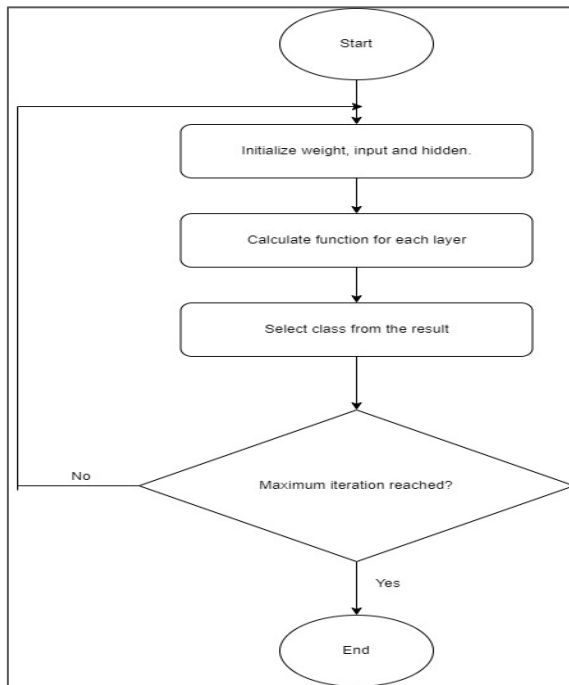 Start
Initialize weight, input and hidden.
Calculate function for each layer
Select class from the result
No
Maximum iteration reached?
Yes
End